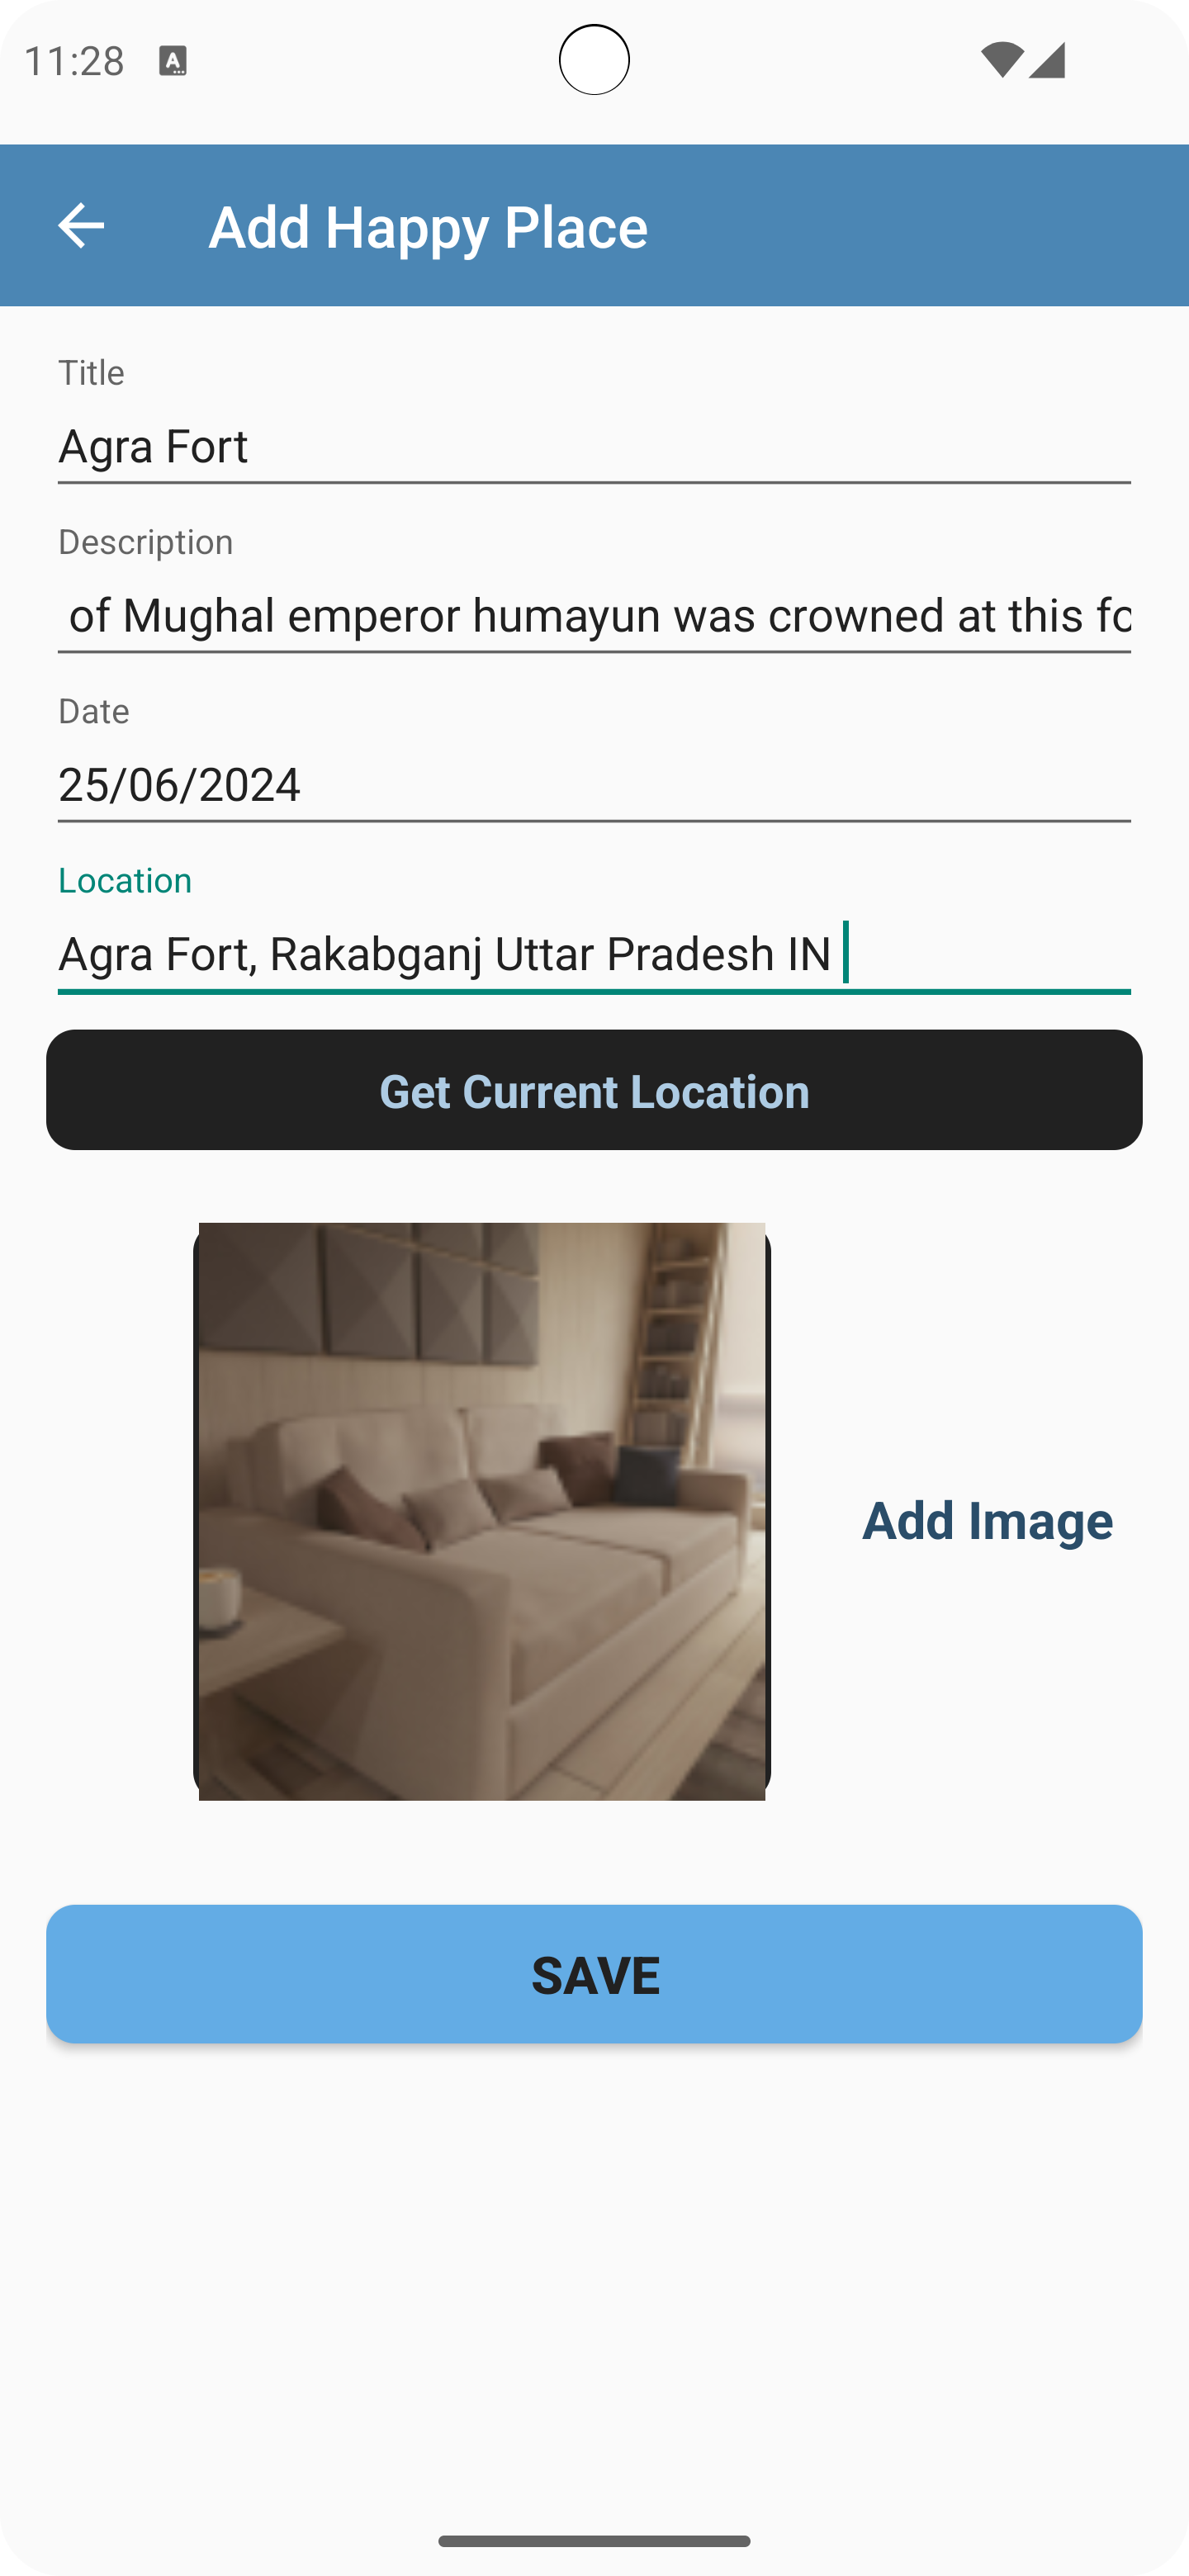 11:28
Add Happy Place
Title
Agra Fort
Description
of Mughal emperor humayun was crowned at this fo
Date
25/06/2024
Location
Agra Fort, Rakabganj Uttar Pradesh IN
Get Current Location
Add Image
SAVE